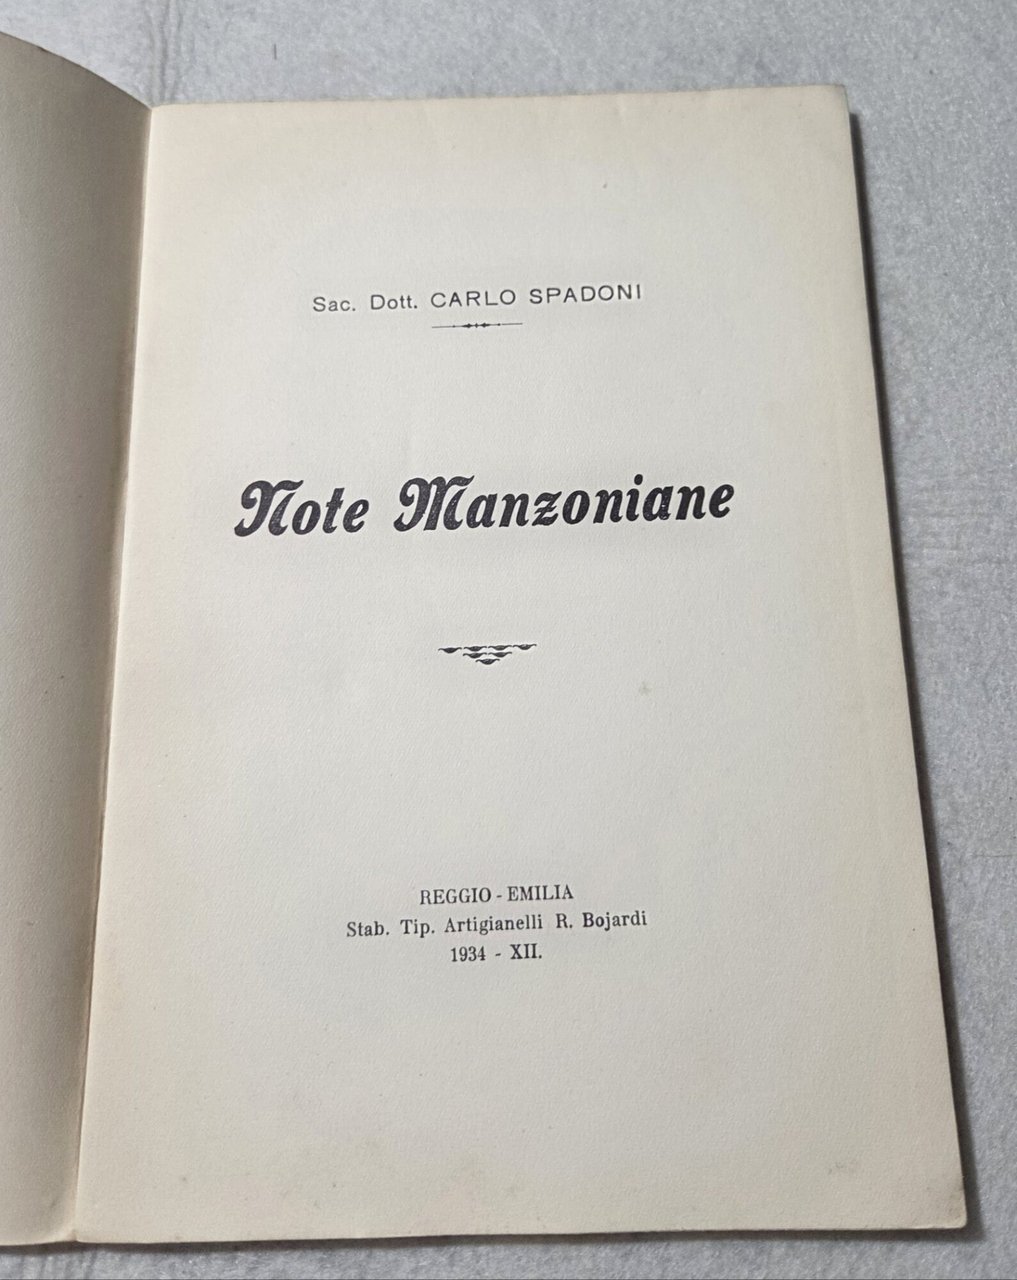 Sac. Dott. CARLO SPADONI
Note Manzoniane
REGGIO - EMILIA
Stab. Tip. Artigianelli R. Bojardi
1934 - XII.